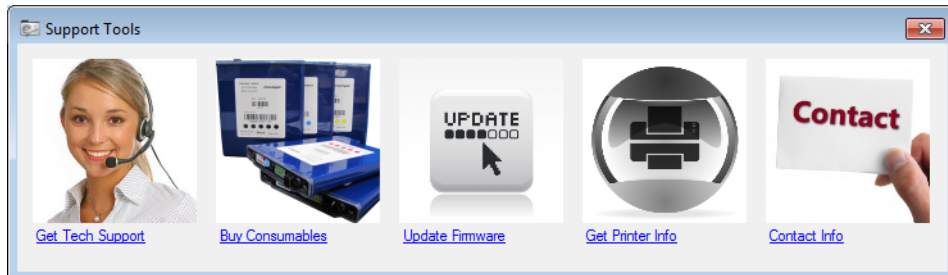 Support Tools
UPDATE
Contact
Get Tech Support
Buy Consumables
Update Firmware
Get Printer Info
Contact Info